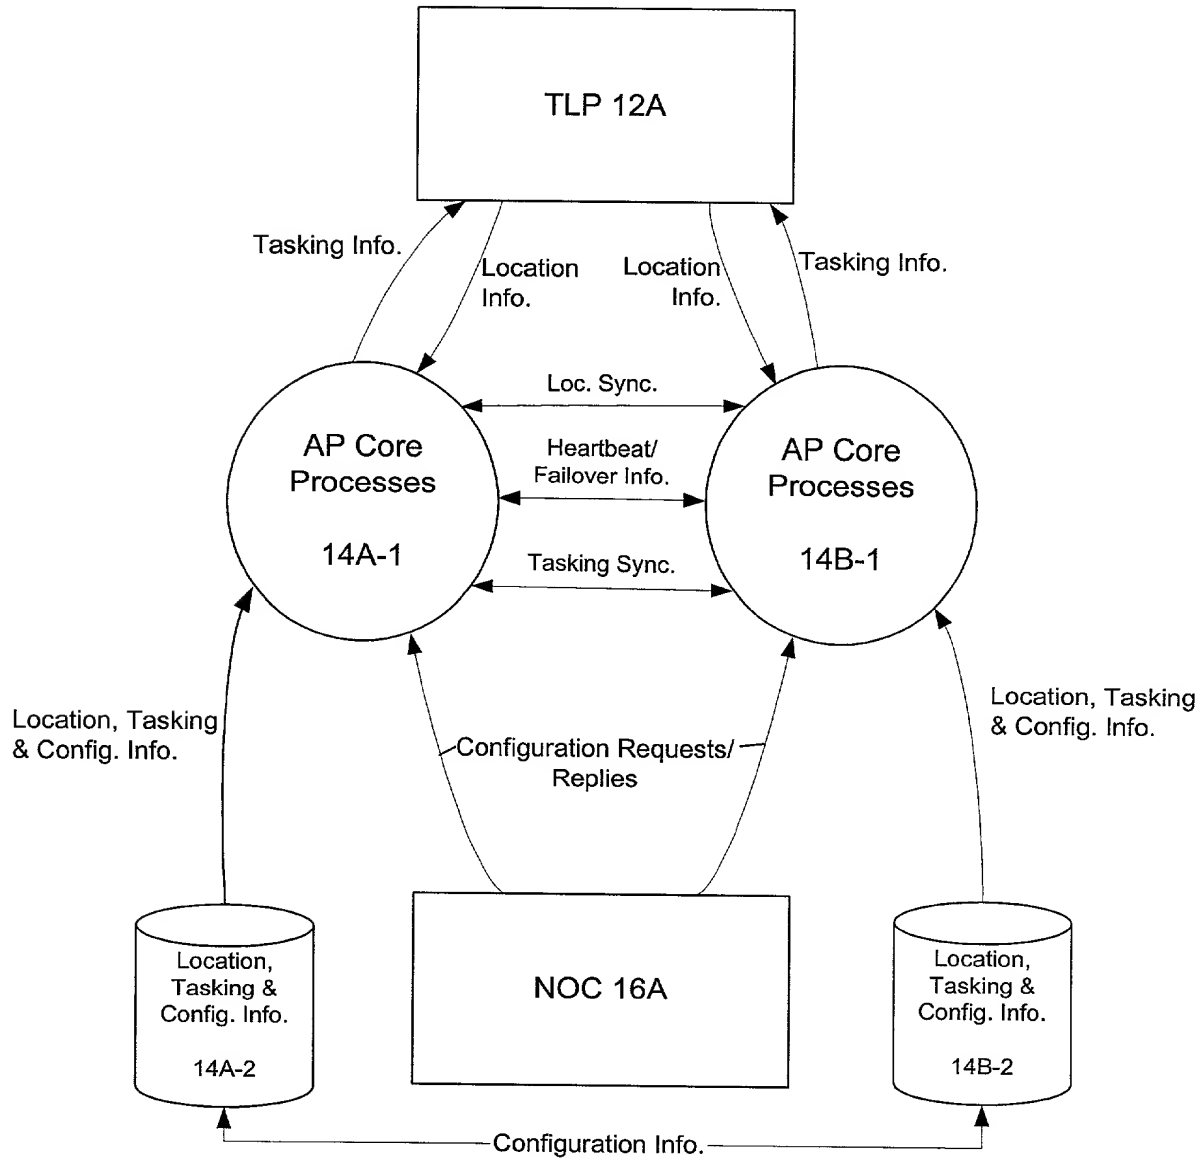 TLP 12A
Tasking Info.
Location
Info.
Location
Info.
Tasking Info.
Loc. Sync.
AP Core
Processes
14A-1
Heartbeat/
Failover Info.
AP Core
Processes
14B-1
Tasking Sync.
Location, Tasking
& Config. Info.
Configuration Requests/
Replies
Location, Tasking
& Config. Info.
Location,
Tasking &
Config. Info.
14A-2
NOC 16A
Location,
Tasking &
Config. Info.
14B-2
Configuration Info.